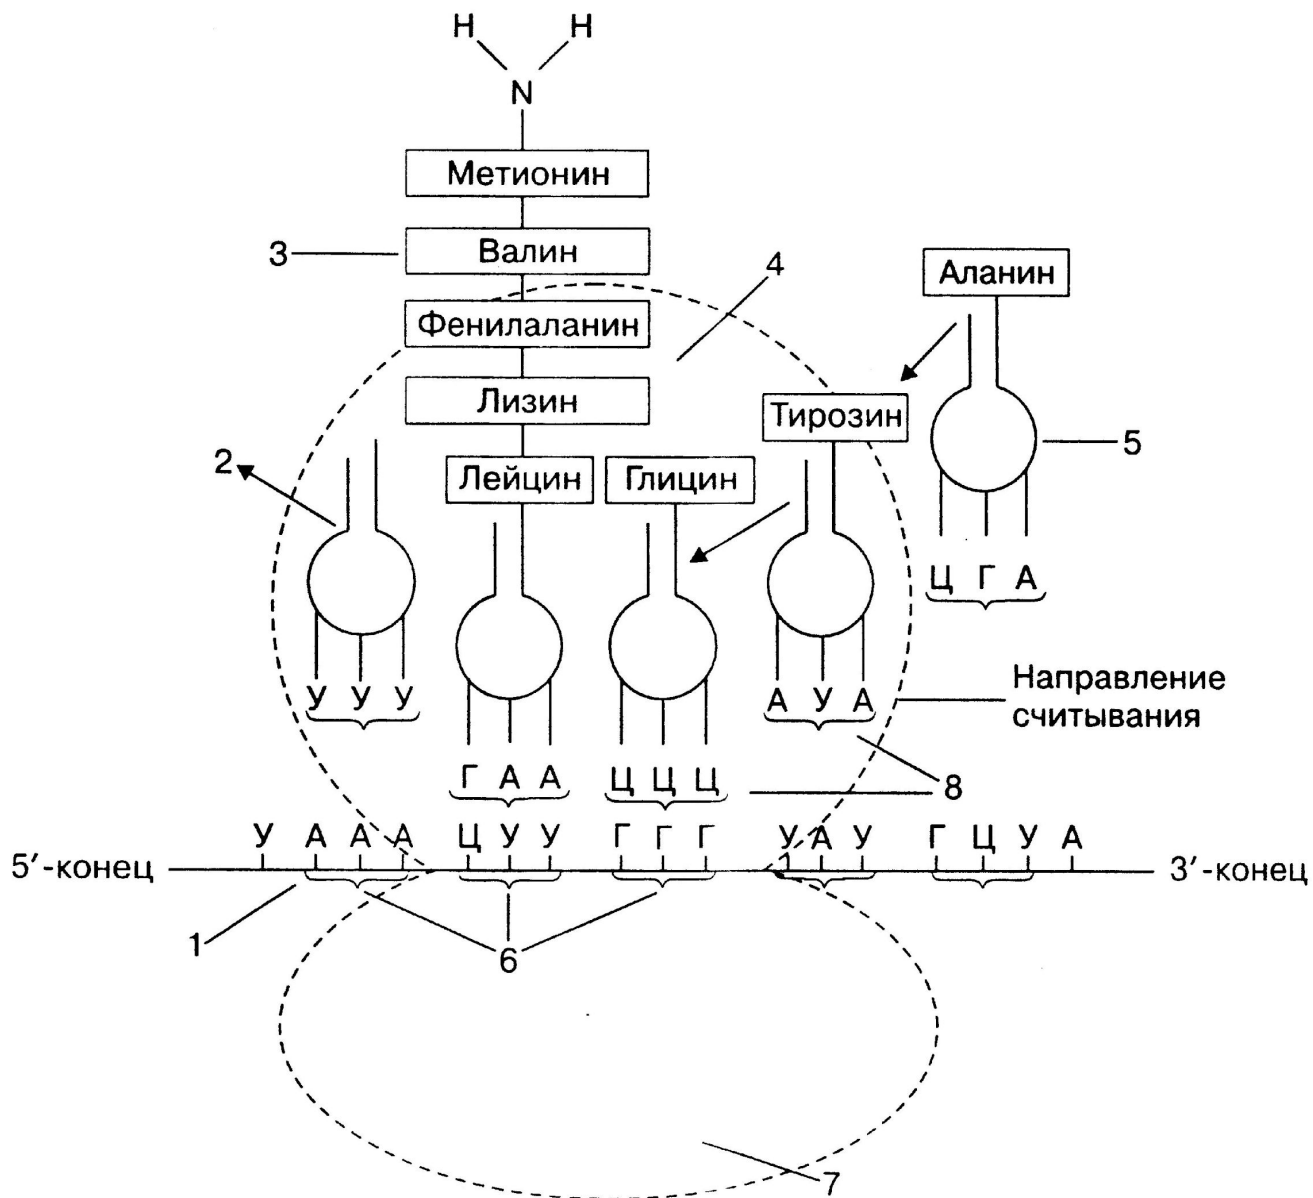 H H
N
Метионин
3 Валин
4
Аланин
Фенилаланин
Лизин
Тирозин
5
2
Лейцин Глицин
Ц Г А
У У У
А У А
Направление
считывания
Г А А Ц Ц Ц
8
У А А А Ц У У Г Г Г У А У Г Ц У А
5′-конец 3′-конец
1 6
7